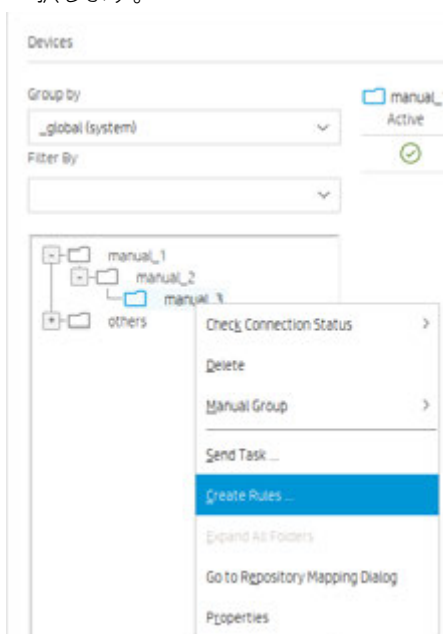 Devices
Group by
manual_
_global (system)
Active
Filter By
manual_1
manual_2
manual_3
others
Check Connection Status
Delete
Manual Group
Send Task ...
Create Rules ...
Expand All Folders
Go to Repository Mapping Dialog
Properties